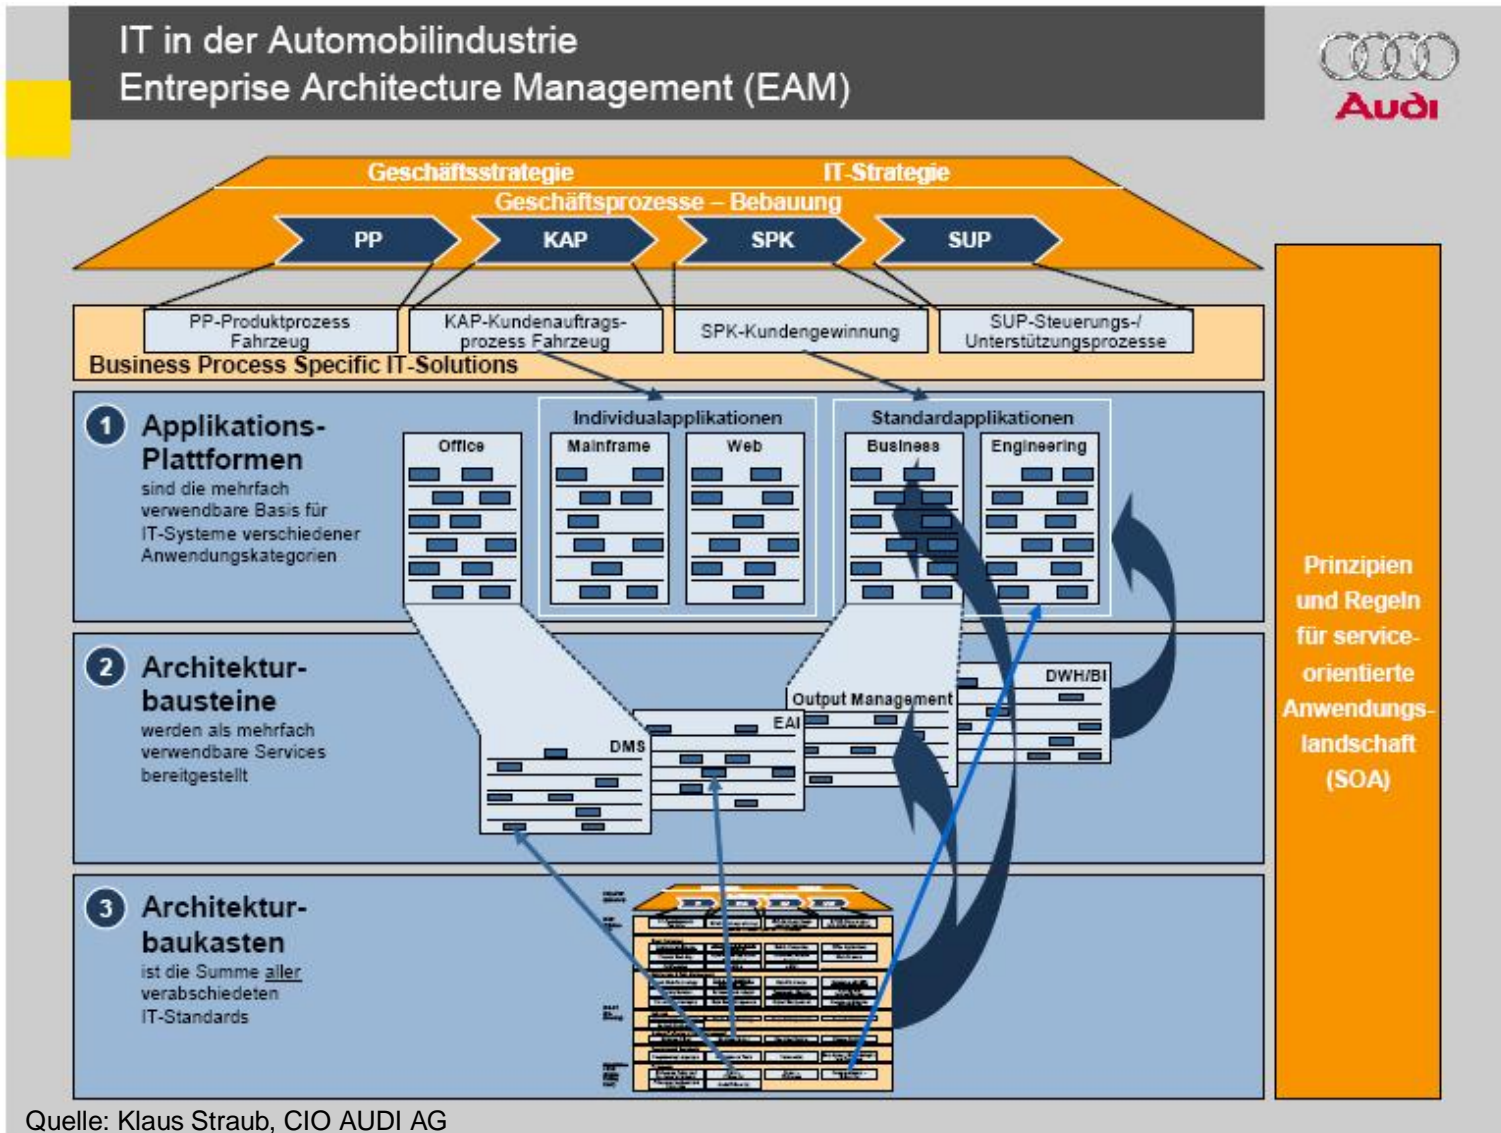 IT in der Automobilindustrie
Entreprise Architecture Management (EAM)
Audi
Geschäftsstrategie
IT-Strategie
Geschäftsprozesse – Bebauung
PP
KAP
SPK
SUP
PP-Produktprozess
Fahrzeug
KAP-Kundenauftrags-
prozess Fahrzeug
SPK-Kundengewinnung
SUP-Steuerungs-/
Unterstützungsprozesse
Business Process Specific IT-Solutions
1
Applikations-
Plattformen
sind die mehrfach
verwendbare Basis für
IT-Systeme verschiedener
Anwendungskategorien
Office
Individualapplikationen
Mainframe
Web
Standardapplikationen
Business
Engineering
2
Architektur-
bausteine
werden als mehrfach
verwendbare Services
bereitgestellt
DMS
EAI
Output Management
DWH/BI
3
Architektur-
baukasten
ist die Summe aller
verabschiedeten
IT-Standards
Prinzipien
und Regeln
für service-
orientierte
Anwendungs-
landschaft
(SOA)
Quelle: Klaus Straub, CIO AUDI AG